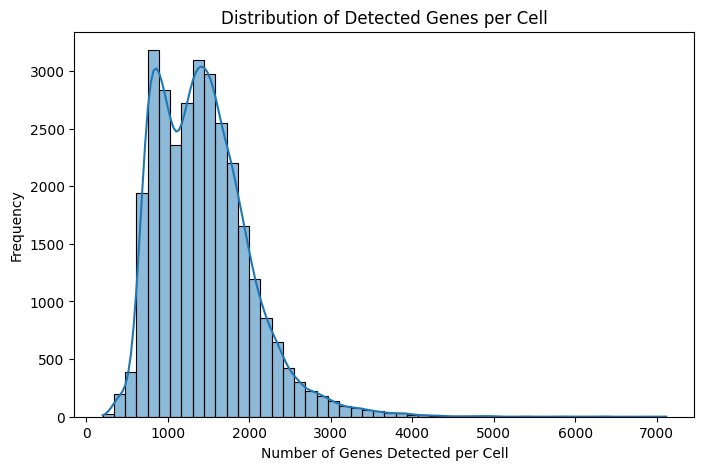 Distribution of Detected Genes per Cell
3000
2500
2000
1500
1000
500
0
Frequency
0 1000 2000 3000 4000 5000 6000 7000
Number of Genes Detected per Cell